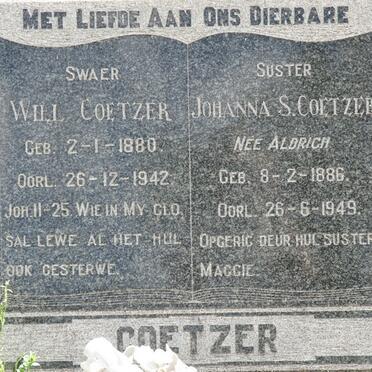 MET LIEFDE AAN ONS DIERBARE
SWAER
WILL COETZER
GEB. 2-1-1880.
OORL. 26-12-1942.
JOH.11-25 WIE IN MY GLO,
SAL LEWE AL HET HUL
OOK GESTERWE.
SUSTER
JOHANNA S. COETZER
NEE ALDRICH
GEB. 8-2-1886.
OORL. 26-6-1949.
OPGERIG DEUR HUL SUSTER
MAGGIE.
COETZER